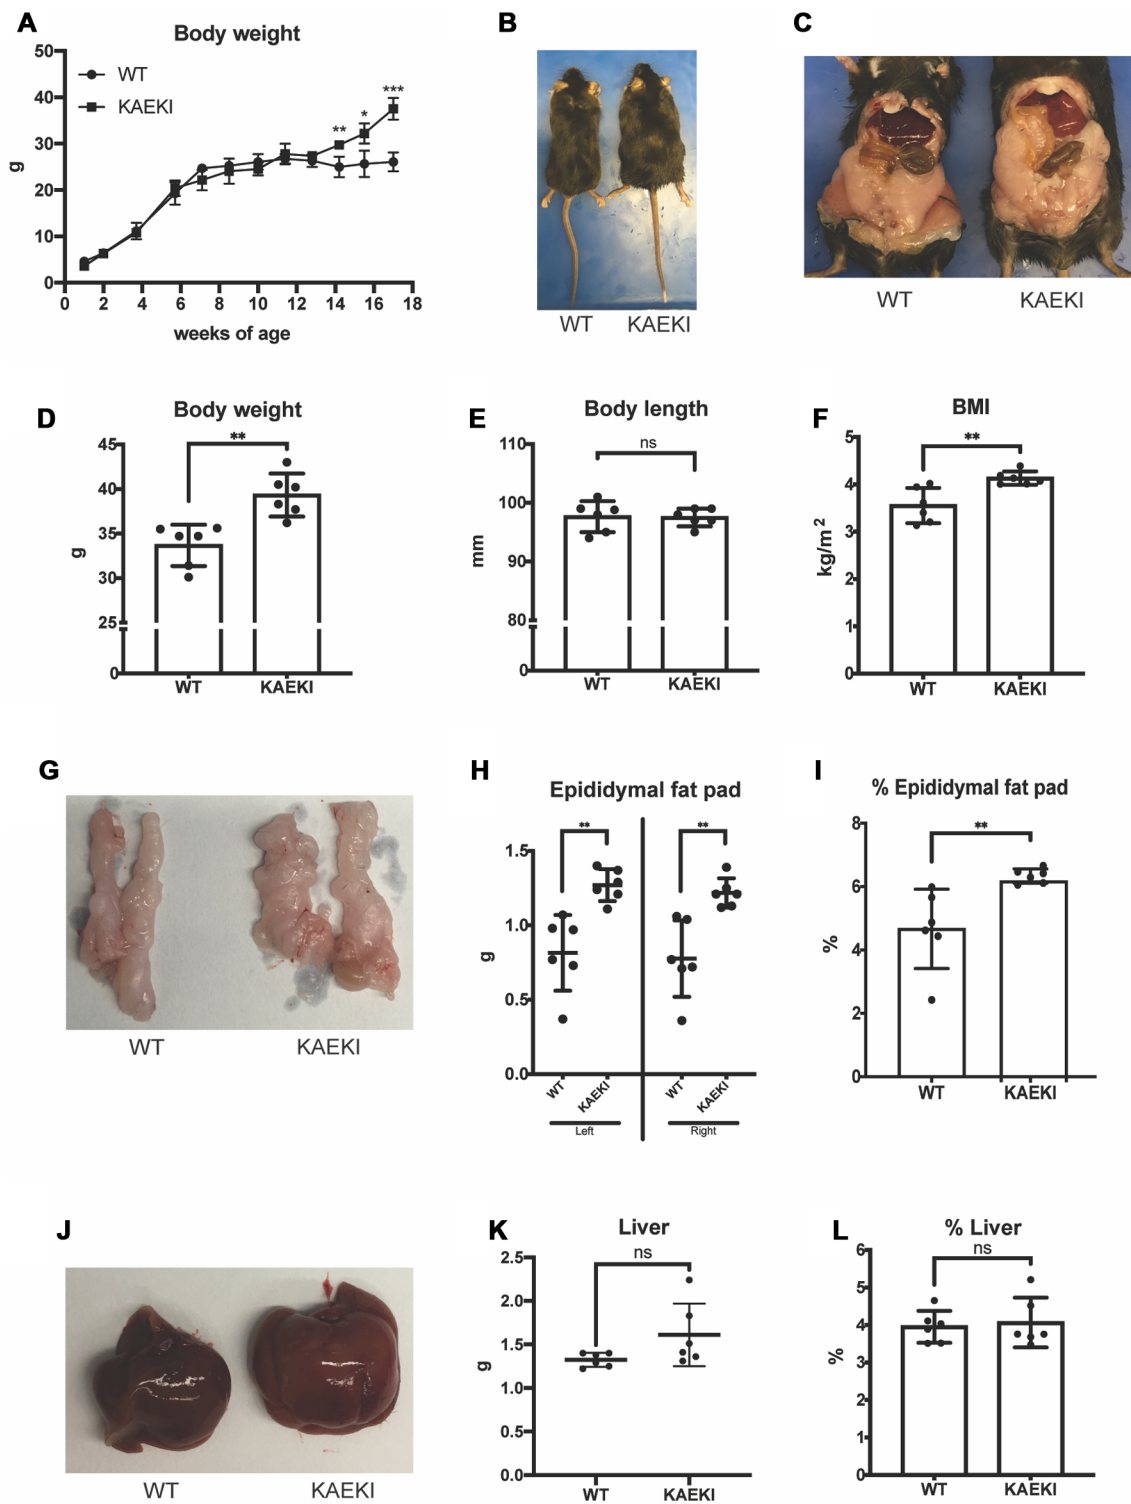 A
Body weight
50
40
30
20
10
0
g
WT
KAEKI
**
*
***
0 2 4 6 8 10 12 14 16 18
weeks of age
B
WT KAEKI
C
WT KAEKI
D
Body weight
**
45
40
35
30
25
0
g
WT KAEKI
E
Body length
ns
110
100
90
80
0
mm
WT KAEKI
F
BMI
**
5
4
3
2
1
0
kg/m2
WT KAEKI
G
WT KAEKI
H
Epididymal fat pad
** **
1.5
1.0
0.5
0.0
g
WT KAEKI WT KAEKI
Left Right
I
% Epididymal fat pad
**
8
6
4
2
0
%
WT KAEKI
J
WT KAEKI
K
Liver
ns
2.5
2.0
1.5
1.0
0.5
0.0
g
WT KAEKI
L
% Liver
ns
6
5
4
3
2
1
0
%
WT KAEKI